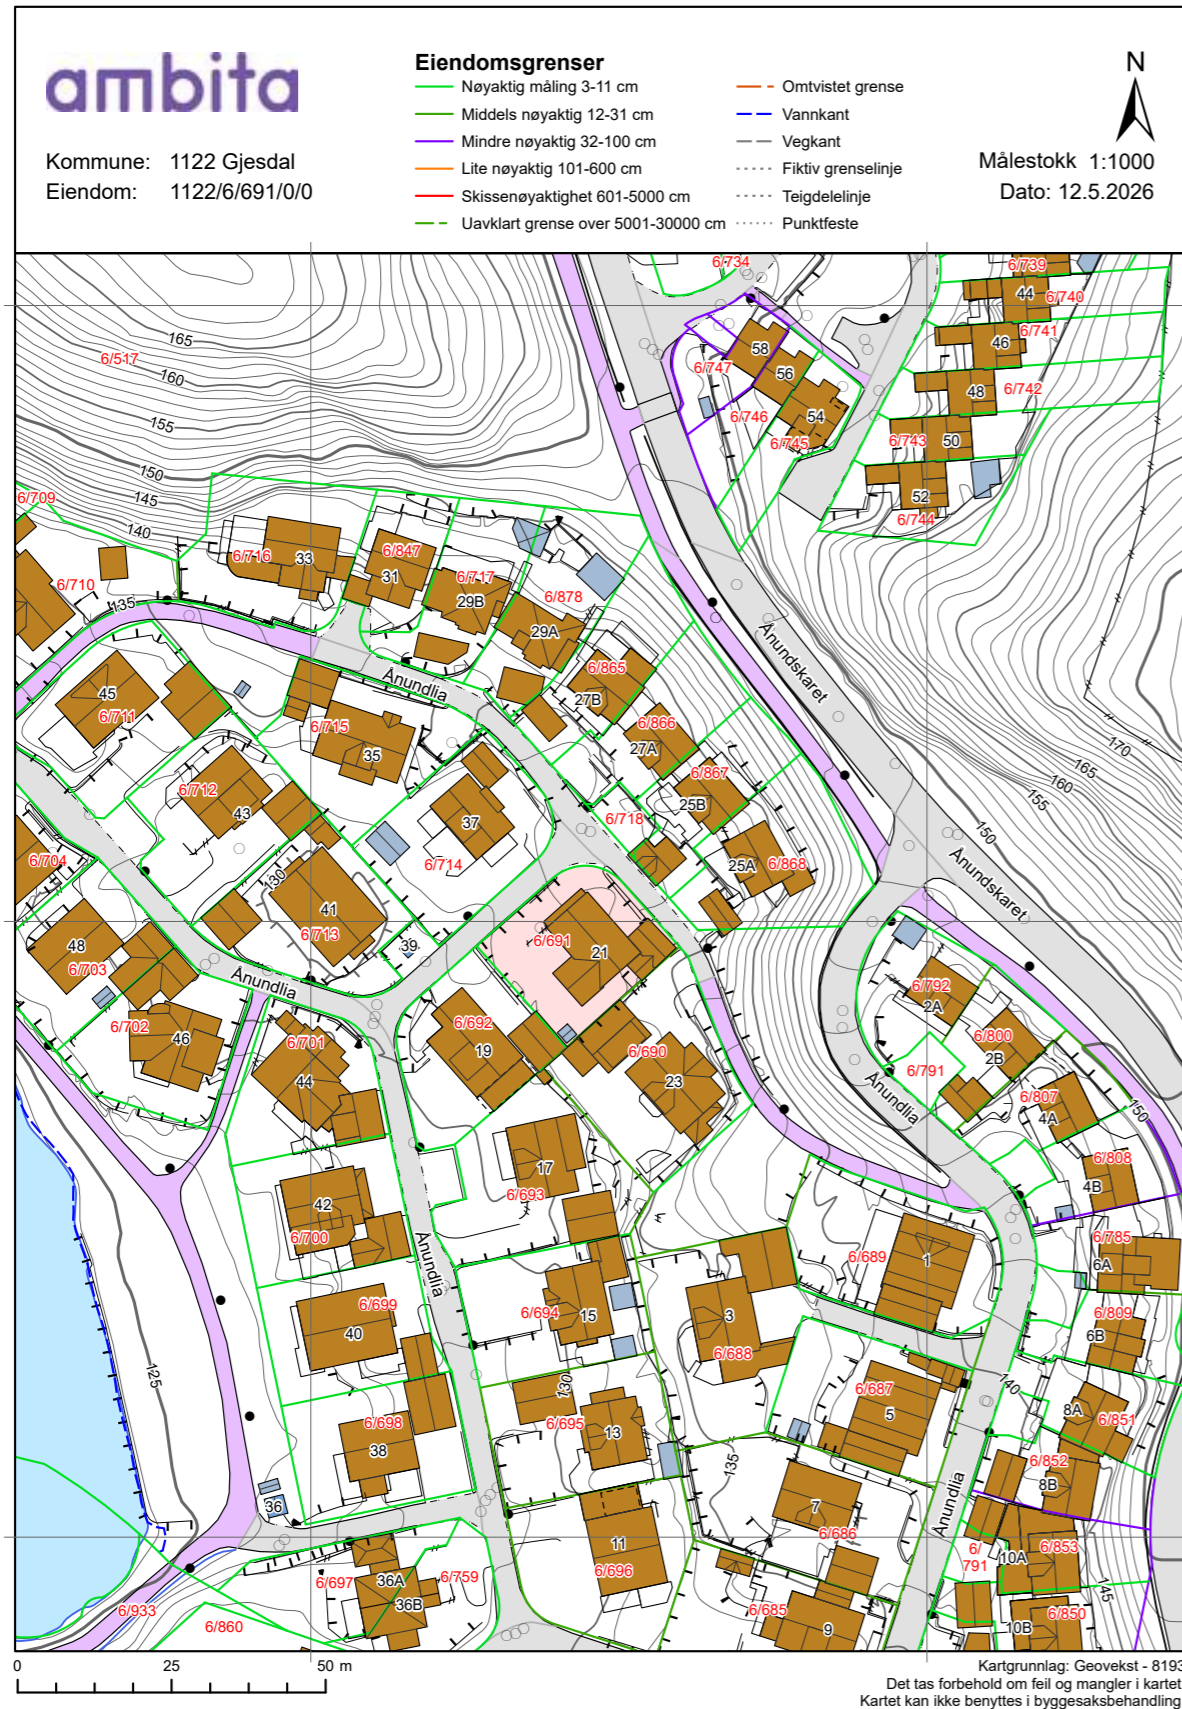 ambita
Kommune: 1122 Gjesdal
Eiendom: 1122/6/691/0/0
Eiendomsgrenser
Nøyaktig måling 3-11 cm
Middels nøyaktig 12-31 cm
Mindre nøyaktig 32-100 cm
Lite nøyaktig 101-600 cm
Skissenøyaktighet 601-5000 cm
Uavklart grense over 5001-30000 cm
Omtvistet grense
Vannkant
Vegkant
Fiktiv grenselinje
Teigdelelinje
Punktfeste
N
Målestokk 1:1000
Dato: 12.5.2026
6/734
6/739
44
6/740
165
6/517
160
58
6/747
56
46
6/741
155
54
6/746
6/745
48
6/742
6/743
50
150
6/709
145
140
52
6/744
6/716
33
6/847
31
6/717
29B
6/878
6/710
135
29A
Ånundskaret
6/865
27B
Ånundlia
45
6/711
6/715
35
6/866
27A
170
165
160
155
6/712
43
6/867
25B
37
6/718
6/714
150
6/704
25A
6/868
130
Ånundskaret
41
6/713
48
6/703
39
6/691
21
Ånundlia
6/792
2A
6/702
46
6/701
44
6/692
19
6/690
23
6/800
2B
6/791
Ånundlia
6/807
4A
150
17
6/693
6/808
4B
42
6/700
Ånundlia
6/689
1
6/785
6A
6/699
40
6/694
15
3
6/688
6/809
6B
125
130
6/687
5
140
8A
6/851
6/698
38
6/695
13
135
6/852
8B
36
7
6/686
Ånundlia
11
6/696
10A
6/853
6/
791
36A
6/697
6/759
36B
145
6/933
6/860
6/685
9
6/850
10B
0 25 50 m
Kartgrunnlag: Geovekst - 8193
Det tas forbehold om feil og mangler i kartet
Kartet kan ikke benyttes i byggesaksbehandling